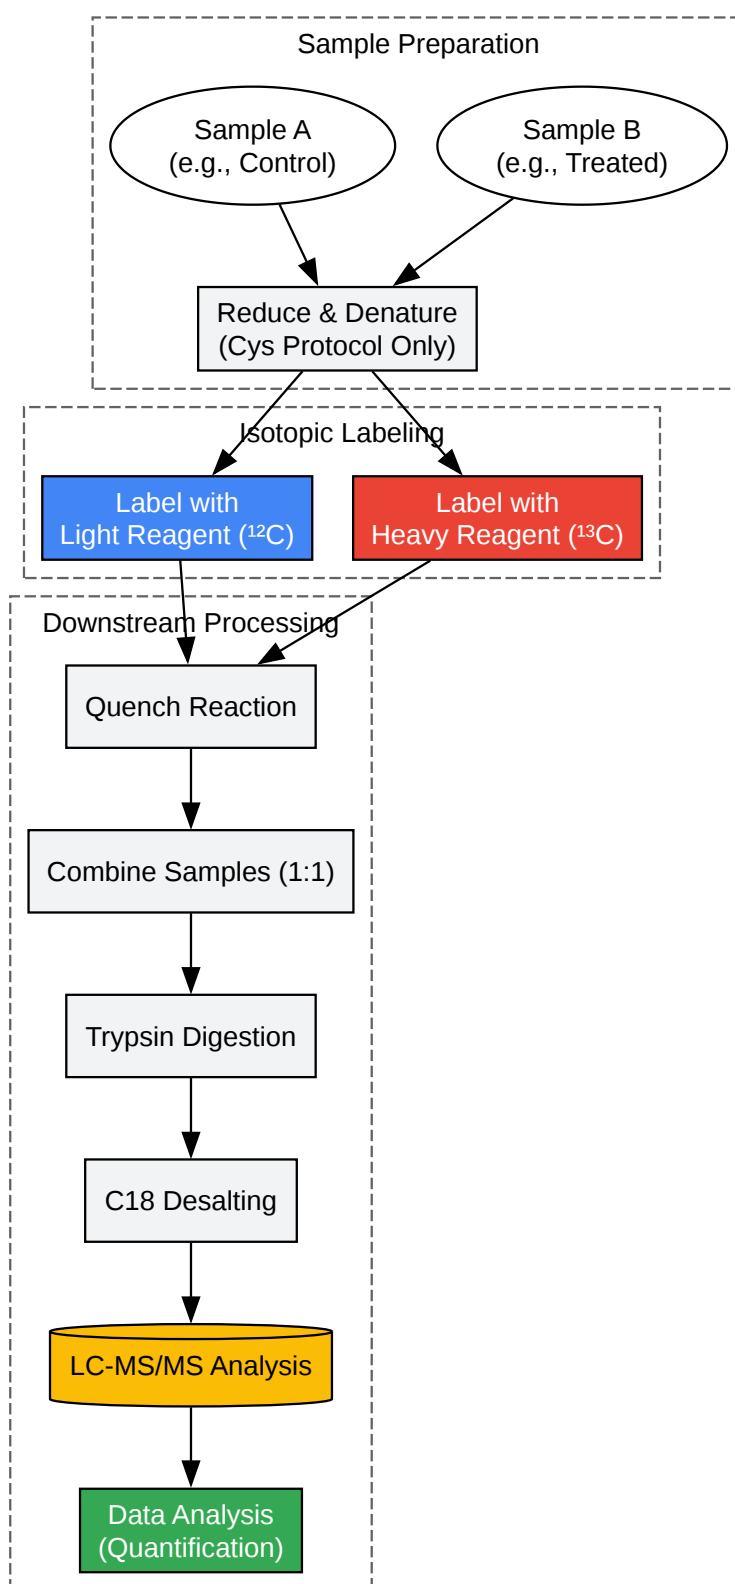 Sample Preparation
Sample A
(e.g., Control)
Sample B
(e.g., Treated)
Reduce & Denature
(Cys Protocol Only)
Isotopic Labeling
Label with
Light Reagent (¹²C)
Label with
Heavy Reagent (¹³C)
Downstream Processing
Quench Reaction
Combine Samples (1:1)
Trypsin Digestion
C18 Desalting
LC-MS/MS Analysis
Data Analysis
(Quantification)